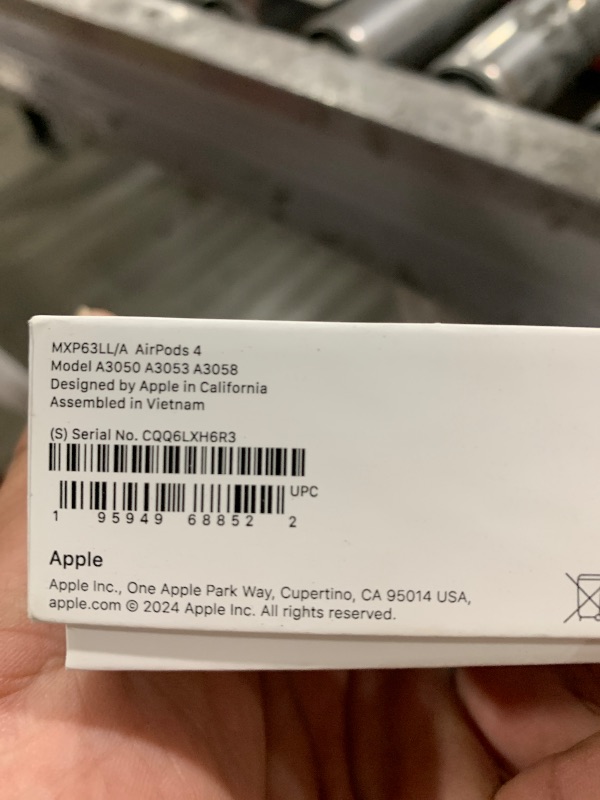 MXP63LL/A AirPods 4
Model A3050 A3053 A3058
Designed by Apple in California
Assembled in Vietnam
(S) Serial No. CQQ6LXH6R3
UPC
1 95949 68852 2
Apple
Apple Inc., One Apple Park Way, Cupertino, CA 95014 USA,
apple.com © 2024 Apple Inc. All rights reserved.